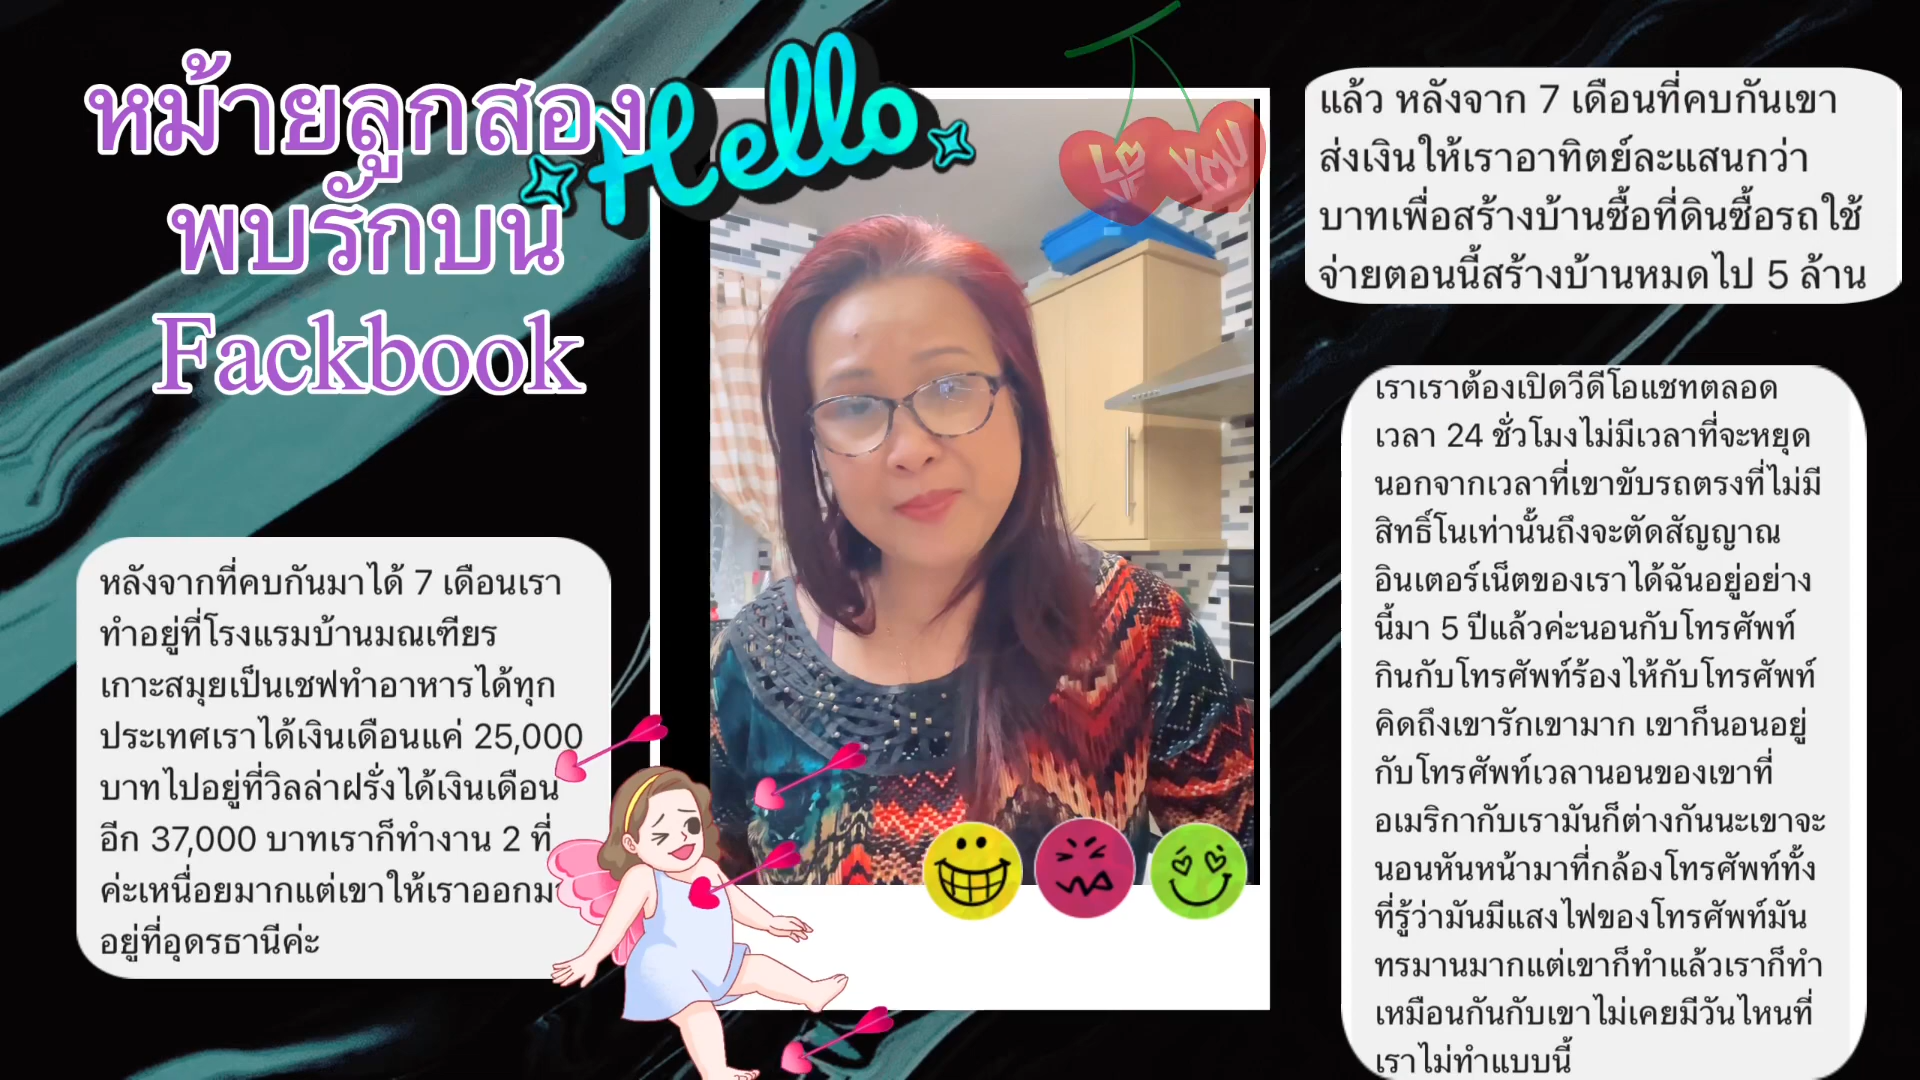 หม้ายลูกสอง
พบรักบน
Fackbook
Hello
LOVE
YOU
แล้ว หลังจาก 7 เดือนที่คบกันเขา
ส่งเงินให้เราอาทิตย์ละแสนกว่า
บาทเพื่อสร้างบ้านซื้อที่ดินซื้อรถใช้
จ่ายตอนนี้สร้างบ้านหมดไป 5 ล้าน
หลังจากที่คบกันมาได้ 7 เดือนเรา
ทำอยู่ที่โรงแรมบ้านมณเฑียร
เกาะสมุยเป็นเชฟทำอาหารได้ทุก
ประเทศเราได้เงินเดือนแค่ 25,000
บาทไปอยู่ที่วิลล่าฝรั่งได้เงินเดือน
อีก 37,000 บาทเราก็ทำงาน 2 ที่
ค่ะเหนื่อยมากแต่เขาให้เราออกมา
อยู่ที่อุดรธานีค่ะ
เราเราต้องเปิดวีดีโอแชทตลอด
เวลา 24 ชั่วโมงไม่มีเวลาที่จะหยุด
นอกจากเวลาที่เขาขับรถตรงที่ไม่มี
สิทธิ์โนเท่านั้นถึงจะตัดสัญญาณ
อินเตอร์เน็ตของเราได้ฉันอยู่อย่าง
นี้มา 5 ปีแล้วค่ะนอนกับโทรศัพท์
กินกับโทรศัพท์ร้องไห้กับโทรศัพท์
คิดถึงเขารักเขามาก เขาก็นอนอยู่
กับโทรศัพท์เวลานอนของเขาที่
อเมริกากับเรามันก็ต่างกันนะเขาจะ
นอนหันหน้ามาที่กล้องโทรศัพท์ทั้ง
ที่รู้ว่ามันมีแสงไฟของโทรศัพท์มัน
ทรมานมากแต่เขาก็ทำแล้วเราก็ทำ
เหมือนกันกับเขาไม่เคยมีวันไหนที่
เราไม่ทำแบบนี้